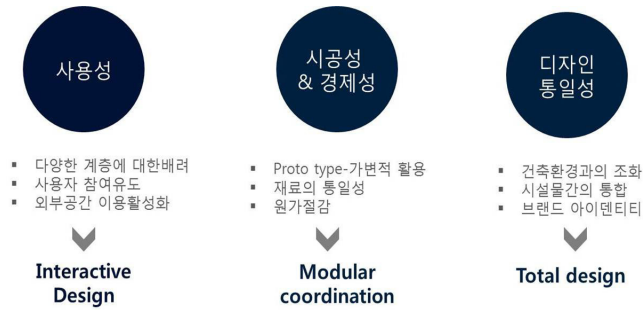 사용성
▪ 다양한 계층에 대한배려
▪ 사용자 참여유도
▪ 외부공간 이용활성화
Interactive
Design
시공성
& 경제성
▪ Proto type-가변적 활용
▪ 재료의 통일성
▪ 원가절감
Modular
coordination
디자인
통일성
▪ 건축환경과의 조화
▪ 시설물간의 통합
▪ 브랜드 아이덴티티
Total design